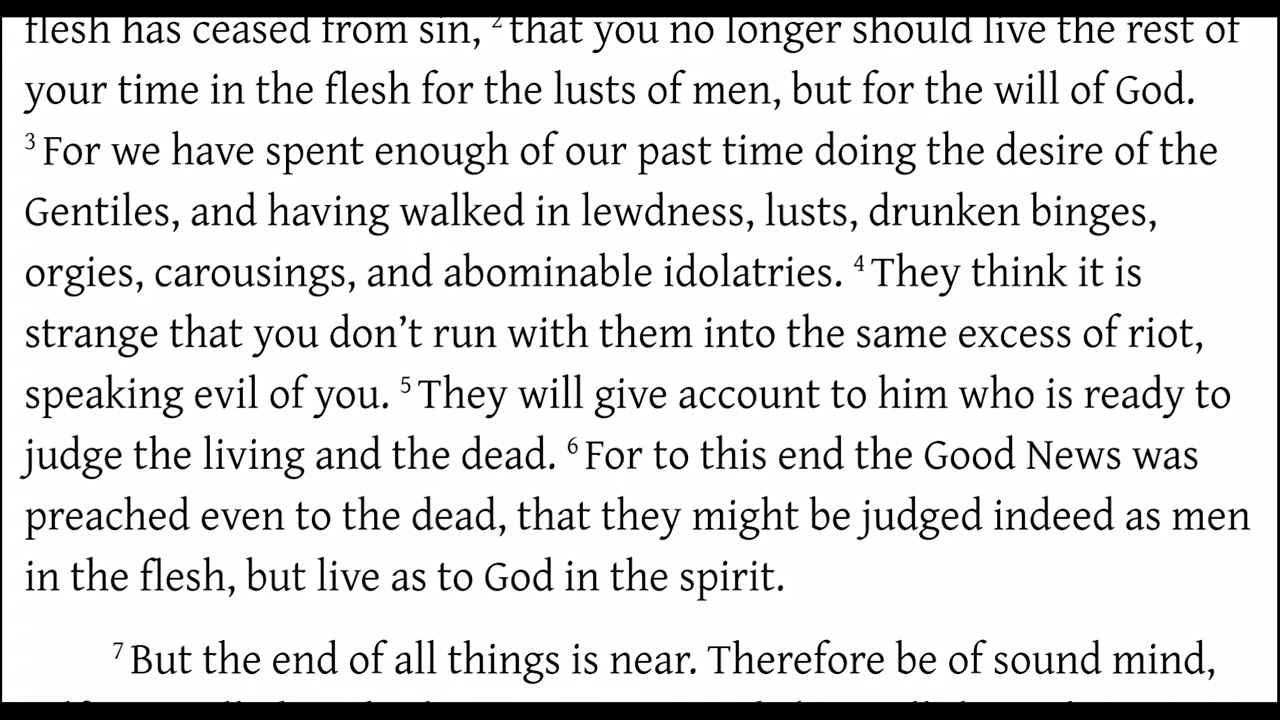 flesh has ceased from sin, 2 that you no longer should live the rest of
your time in the flesh for the lusts of men, but for the will of God.
3 For we have spent enough of our past time doing the desire of the
Gentiles, and having walked in lewdness, lusts, drunken binges,
orgies, carousings, and abominable idolatries. 4 They think it is
strange that you don’t run with them into the same excess of riot,
speaking evil of you. 5 They will give account to him who is ready to
judge the living and the dead. 6 For to this end the Good News was
preached even to the dead, that they might be judged indeed as men
in the flesh, but live as to God in the spirit.
7 But the end of all things is near. Therefore be of sound mind,